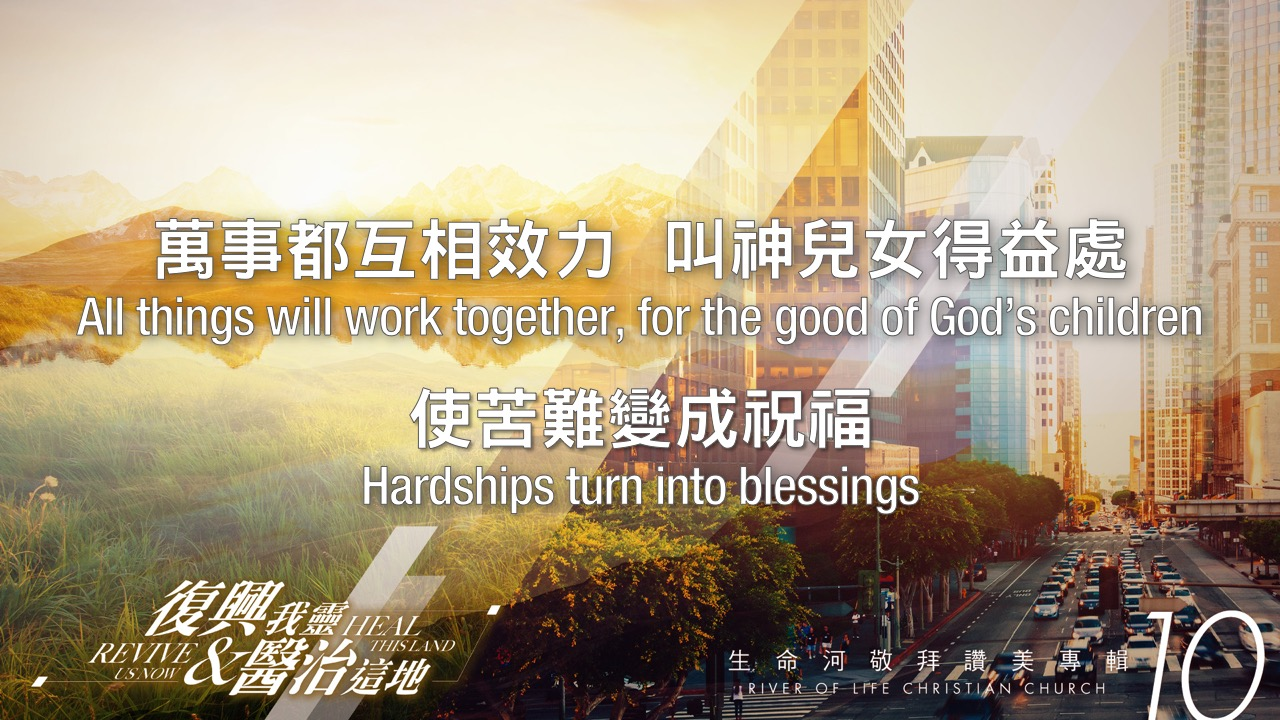 萬事都互相效力 叫神兒女得益處
All things will work together, for the good of God's children
使苦難變成祝福
Hardships turn into blessings
復興我靈 HEAL THIS LAND
REVIVE US NOW & 醫治這地
生命河敬拜讚美專輯 10
RIVER OF LIFE CHRISTIAN CHURCH